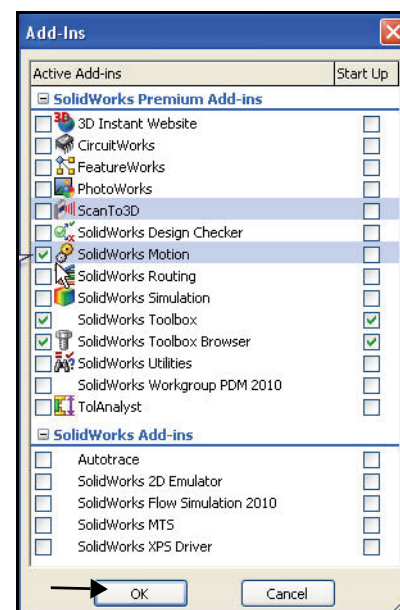 Add-Ins
Active Add-ins Start Up
SolidWorks Premium Add-ins
3D Instant Website
CircuitWorks
FeatureWorks
PhotoWorks
ScanTo3D
SolidWorks Design Checker
SolidWorks Motion
SolidWorks Routing
SolidWorks Simulation
SolidWorks Toolbox
SolidWorks Toolbox Browser
SolidWorks Utilities
SolidWorks Workgroup PDM 2010
TolAnalyst
SolidWorks Add-ins
Autotrace
SolidWorks 2D Emulator
SolidWorks Flow Simulation 2010
SolidWorks MTS
SolidWorks XPS Driver
OK Cancel